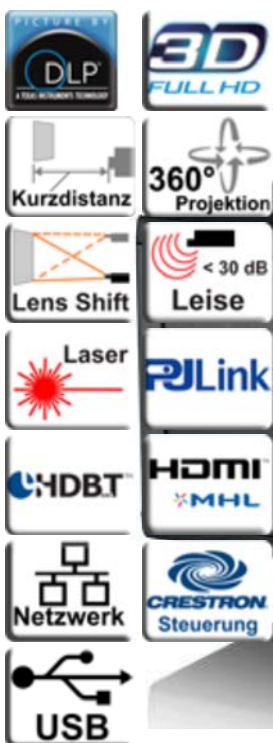 PICTURE BY
DLP®
A TEXAS INSTRUMENTS TECHNOLOGY
3D
FULL HD
Kurzdistanz
360°
Projektion
Lens Shift
< 30 dB
Leise
Laser
PJLink
HDBT™
HDMI
MHL
Netzwerk
CRESTRON
Steuerung
USB